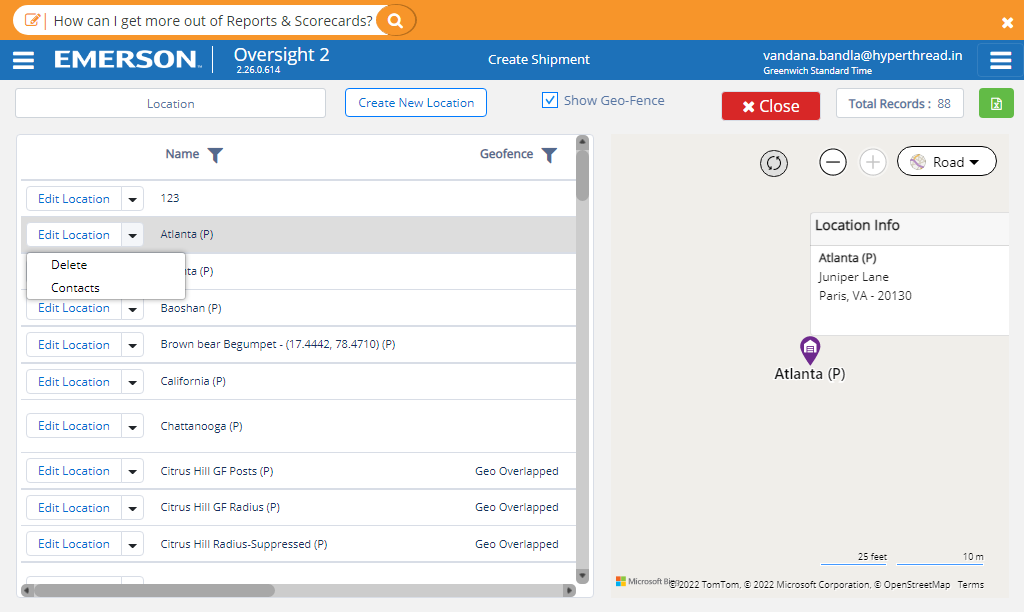 How can I get more out of Reports & Scorecards?
EMERSON
Oversight 2
2.26.0.614
Create Shipment
vandana.bandla@hyperthread.in
Greenwich Standard Time
Location
Create New Location
Show Geo-Fence
Close
Total Records : 88
Name
Geofence
Edit Location 123
Edit Location Atlanta (P)
Delete
Contacts
ta (P)
Edit Location Baoshan (P)
Edit Location Brown bear Begumpet - (17.4442, 78.4710) (P)
Edit Location California (P)
Edit Location Chattanooga (P)
Edit Location Citrus Hill GF Posts (P) Geo Overlapped
Edit Location Citrus Hill GF Radius (P) Geo Overlapped
Edit Location Citrus Hill Radius-Suppressed (P) Geo Overlapped
Road
Location Info
Atlanta (P)
Juniper Lane
Paris, VA - 20130
Atlanta (P)
25 feet 10 m
Microsoft Bing
©2022 TomTom, © 2022 Microsoft Corporation, © OpenStreetMap Terms